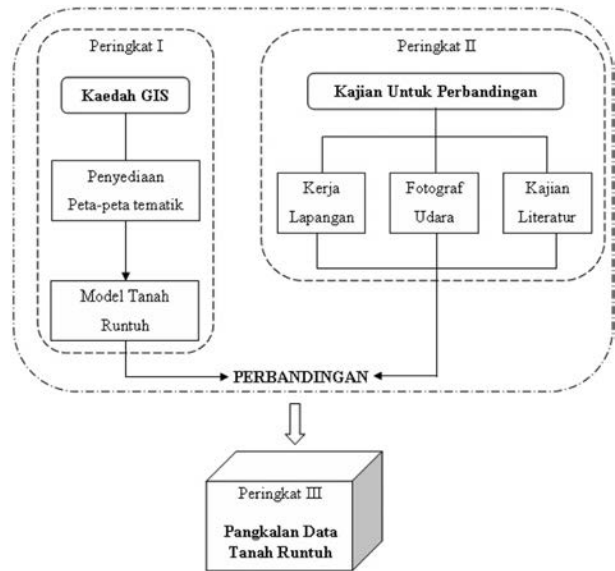 Peringkat I
Kaedah GIS
Penyediaan
Peta-peta tematik
Model Tanah
Runtuh
Peringkat II
Kajian Untuk Perbandingan
Kerja
Lapangan
Fotograf
Udara
Kajian
Literatur
PERBANDINGAN
Peringkat III
Pangkalan Data
Tanah Runtuh